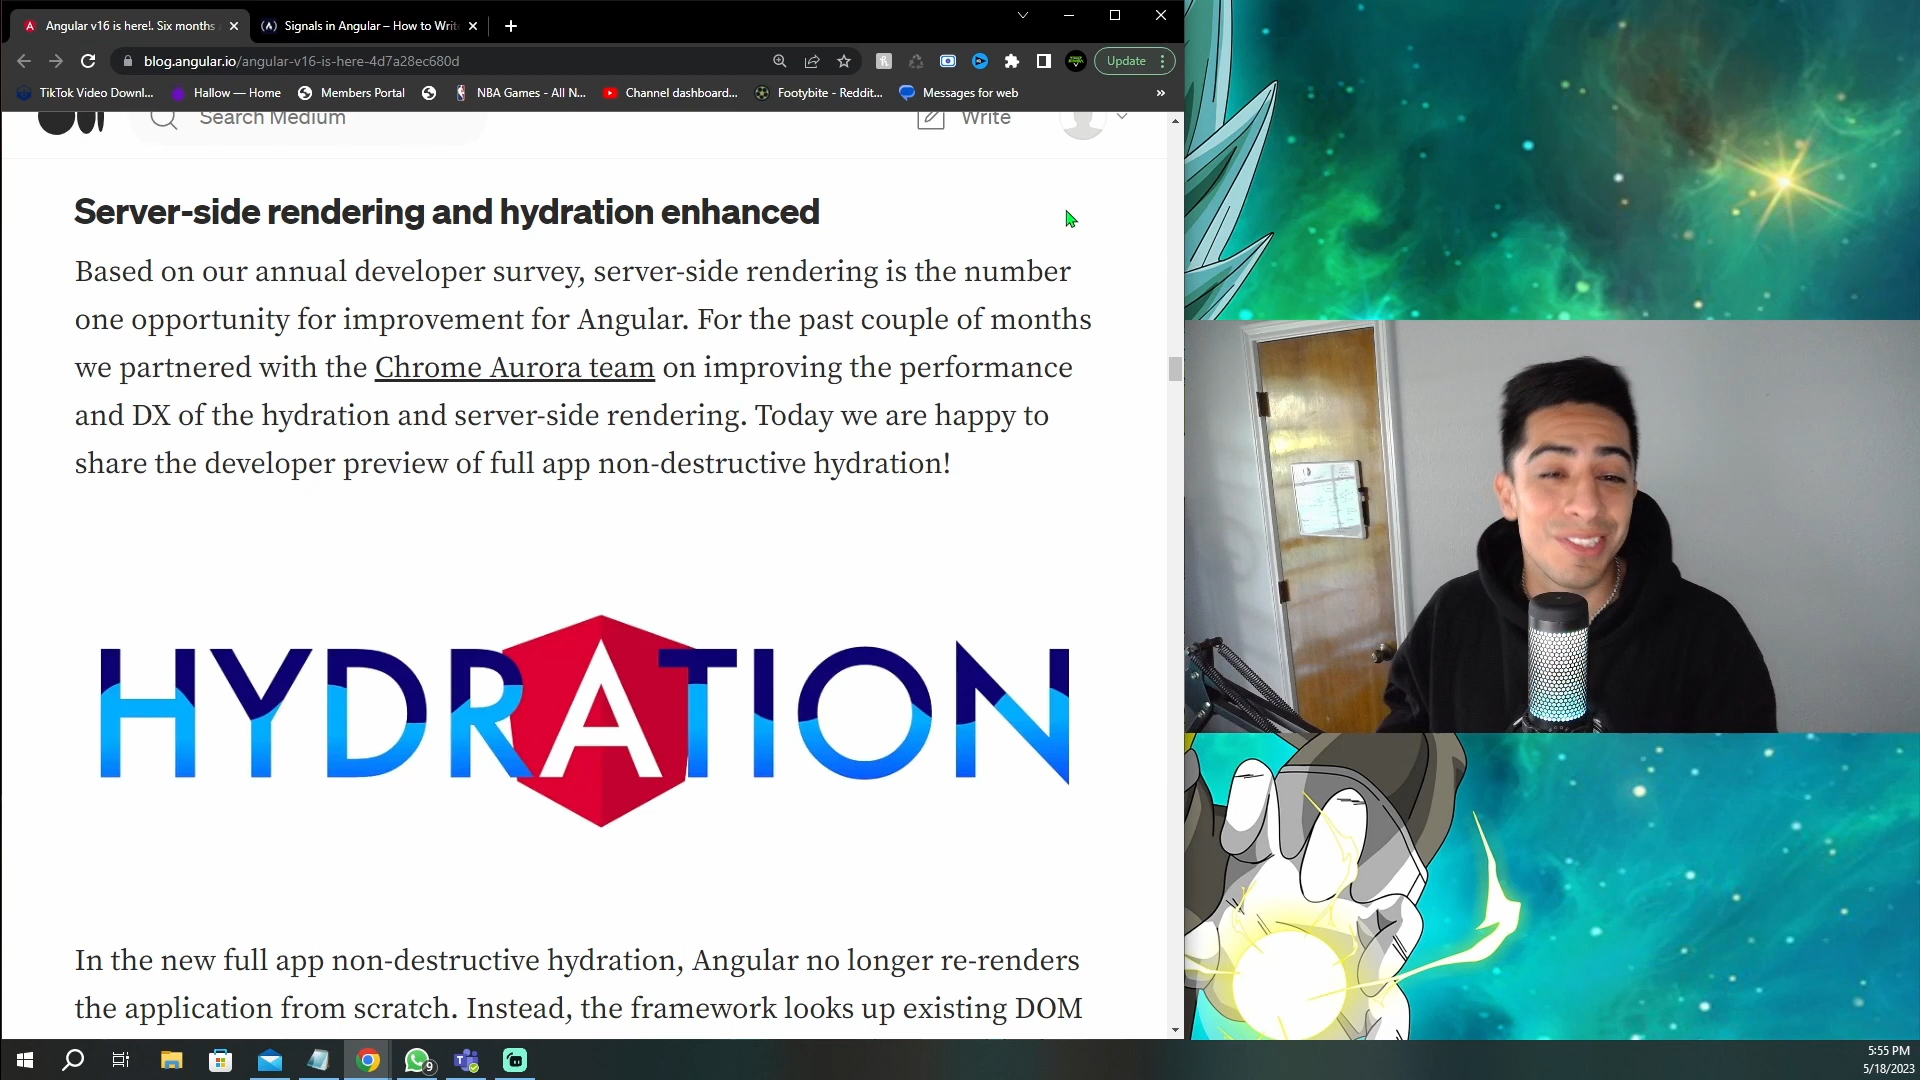 Angular v16 is here!. Six months
Signals in Angular – How to Write
blog.angular.io/angular-v16-is-here-4d7a28ec680d
Update
TikTok Video Downl...
Hallow — Home
Members Portal
NBA Games - All N...
Channel dashboard...
Footybite - Reddit...
Messages for web
»
Search Medium
Write
Server-side rendering and hydration enhanced
Based on our annual developer survey, server-side rendering is the number
one opportunity for improvement for Angular. For the past couple of months
we partnered with the Chrome Aurora team on improving the performance
and DX of the hydration and server-side rendering. Today we are happy to
share the developer preview of full app non-destructive hydration!
HYDRATION
In the new full app non-destructive hydration, Angular no longer re-renders
the application from scratch. Instead, the framework looks up existing DOM
9
5:55 PM
5/18/2023